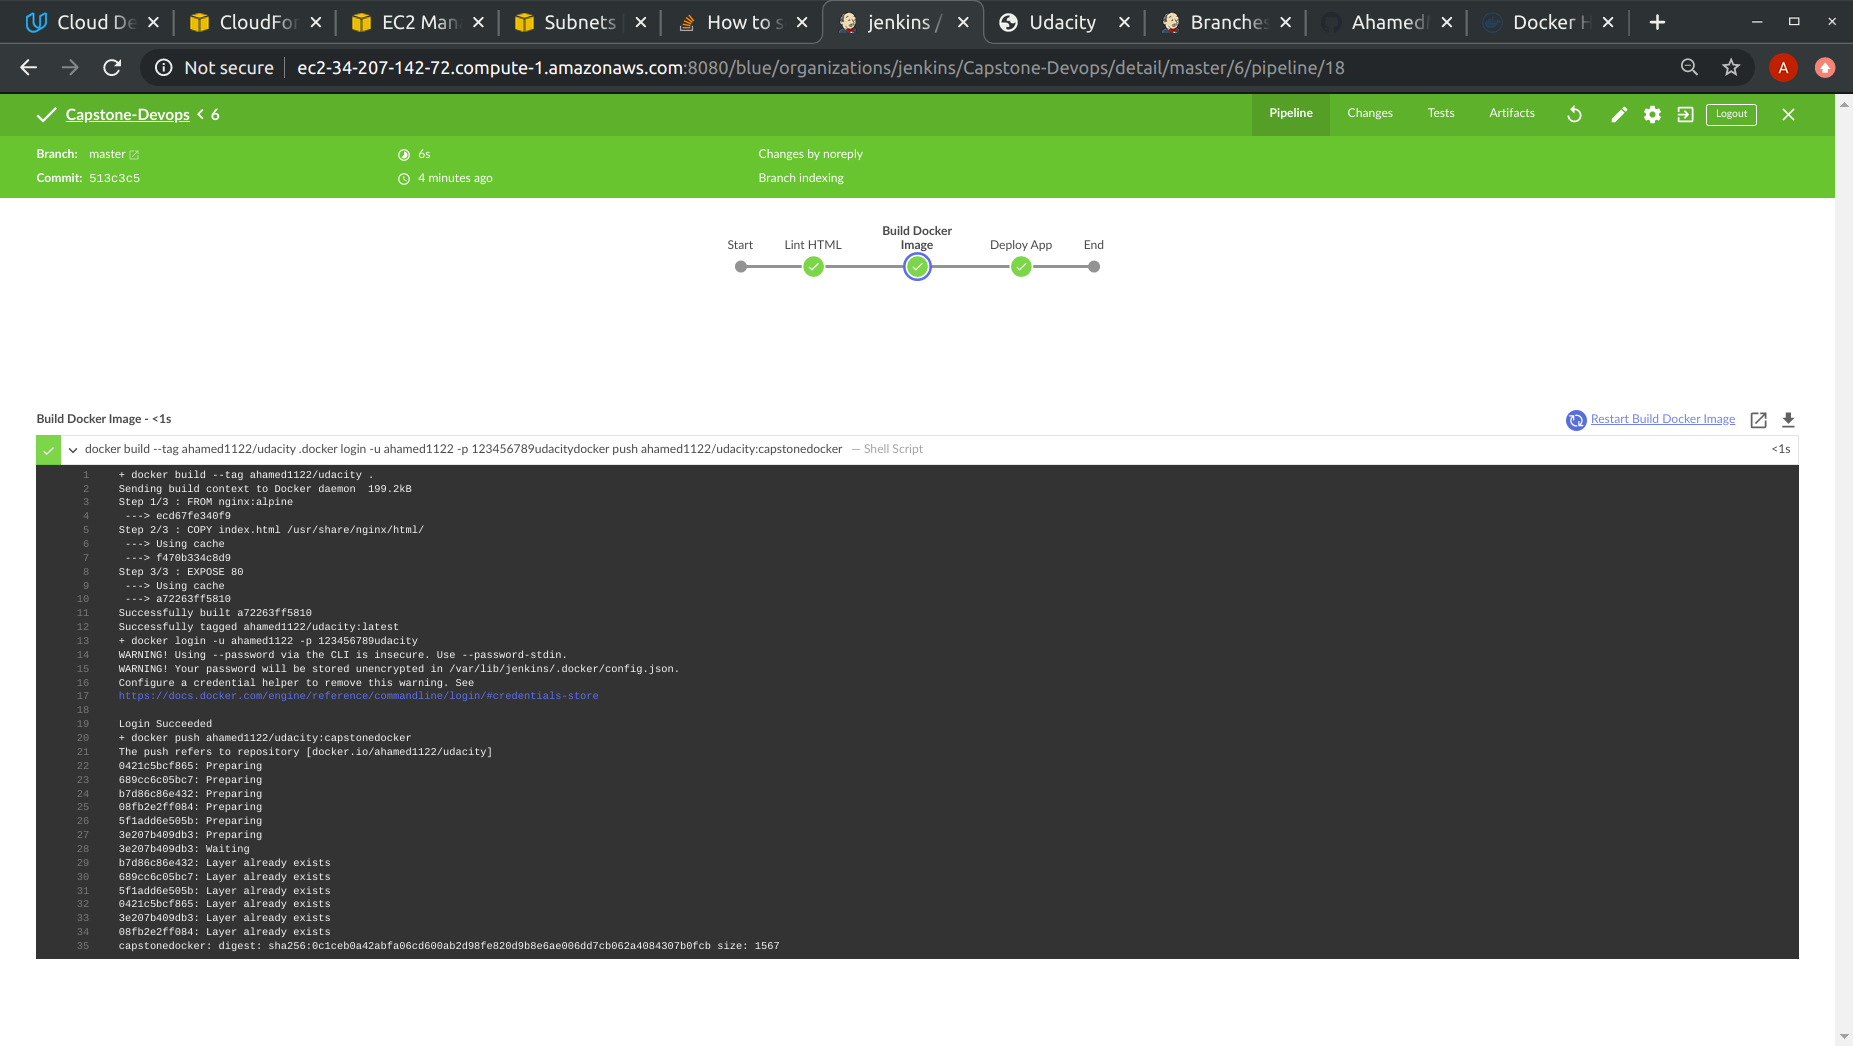 Cloud De
CloudFor
EC2 Man
Subnets
How to s
jenkins /
Udacity
Branches
Ahamed
Docker H
Not secure
ec2-34-207-142-72.compute-1.amazonaws.com:8080/blue/organizations/jenkins/Capstone-Devops/detail/master/6/pipeline/18
A
Capstone-Devops < 6
Pipeline
Changes
Tests
Artifacts
Logout
Branch: master
6s
Changes by noreply
Commit: 513c3c5
4 minutes ago
Branch indexing
Start
Lint HTML
Build Docker
Image
Deploy App
End
Build Docker Image - <1s
Restart Build Docker Image
docker build --tag ahamed1122/udacity .docker login -u ahamed1122 -p 123456789udacitydocker push ahamed1122/udacity:capstonedocker — Shell Script
<1s
1 + docker build --tag ahamed1122/udacity .
2 Sending build context to Docker daemon 199.2kB
3 Step 1/3 : FROM nginx:alpine
4 ---> ecd67fe340f9
5 Step 2/3 : COPY index.html /usr/share/nginx/html/
6 ---> Using cache
7 ---> f470b334c8d9
8 Step 3/3 : EXPOSE 80
9 ---> Using cache
10 ---> a72263ff5810
11 Successfully built a72263ff5810
12 Successfully tagged ahamed1122/udacity:latest
13 + docker login -u ahamed1122 -p 123456789udacity
14 WARNING! Using --password via the CLI is insecure. Use --password-stdin.
15 WARNING! Your password will be stored unencrypted in /var/lib/jenkins/.docker/config.json.
16 Configure a credential helper to remove this warning. See
17 https://docs.docker.com/engine/reference/commandline/login/#credentials-store
18
19 Login Succeeded
20 + docker push ahamed1122/udacity:capstonedocker
21 The push refers to repository [docker.io/ahamed1122/udacity]
22 0421c5bcf865: Preparing
23 689cc6c05bc7: Preparing
24 b7d86c86e432: Preparing
25 08fb2e2ff084: Preparing
26 5f1add6e505b: Preparing
27 3e207b409db3: Preparing
28 3e207b409db3: Waiting
29 b7d86c86e432: Layer already exists
30 689cc6c05bc7: Layer already exists
31 5f1add6e505b: Layer already exists
32 0421c5bcf865: Layer already exists
33 3e207b409db3: Layer already exists
34 08fb2e2ff084: Layer already exists
35 capstonedocker: digest: sha256:0c1ceb0a42abfa06cd600ab2d98fe820d9b8e6ae006dd7cb062a4084307b0fcb size: 1567